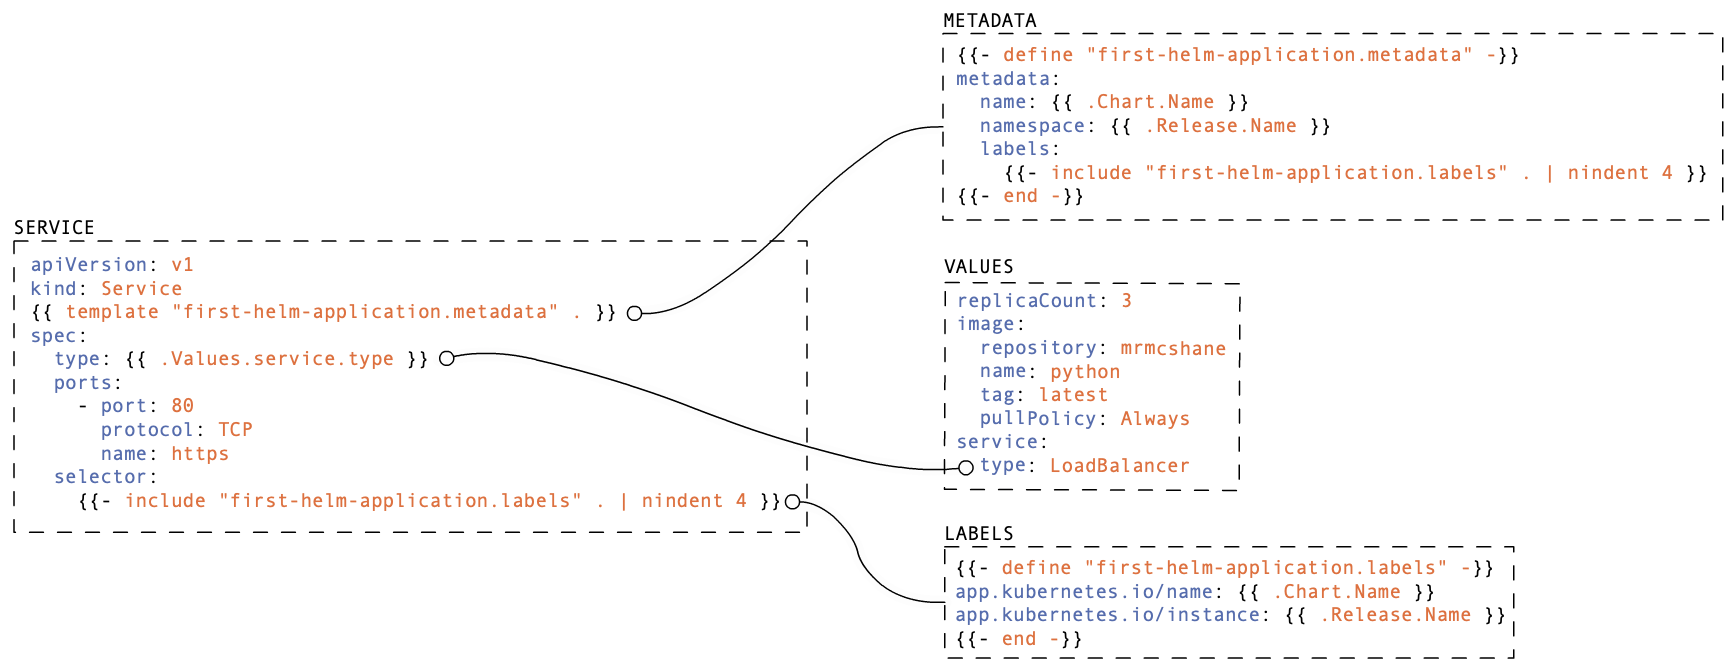 METADATA
{{- define "first-helm-application.metadata" -}}
metadata:
  name: {{ .Chart.Name }}
  namespace: {{ .Release.Name }}
  labels:
    {{- include "first-helm-application.labels" . | nindent 4 }}
{{- end -}}
SERVICE
apiVersion: v1
kind: Service
{{ template "first-helm-application.metadata" . }}
spec:
  type: {{ .Values.service.type }}
  ports:
    - port: 80
      protocol: TCP
      name: https
  selector:
    {{- include "first-helm-application.labels" . | nindent 4 }}
VALUES
replicaCount: 3
image:
  repository: mrmcshane
  name: python
  tag: latest
  pullPolicy: Always
service:
  type: LoadBalancer
LABELS
{{- define "first-helm-application.labels" -}}
app.kubernetes.io/name: {{ .Chart.Name }}
app.kubernetes.io/instance: {{ .Release.Name }}
{{- end -}}